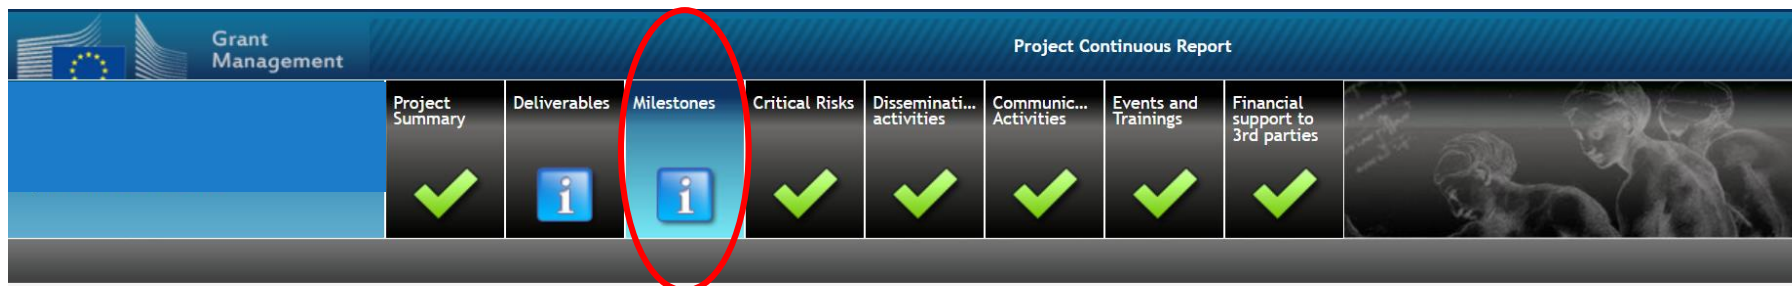 Grant
Management
Project Continuous Report
Project
Summary
Deliverables
Milestones
Critical Risks
Disseminati...
activities
Communic...
Activities
Events and
Trainings
Financial
support to
3rd parties
i
i